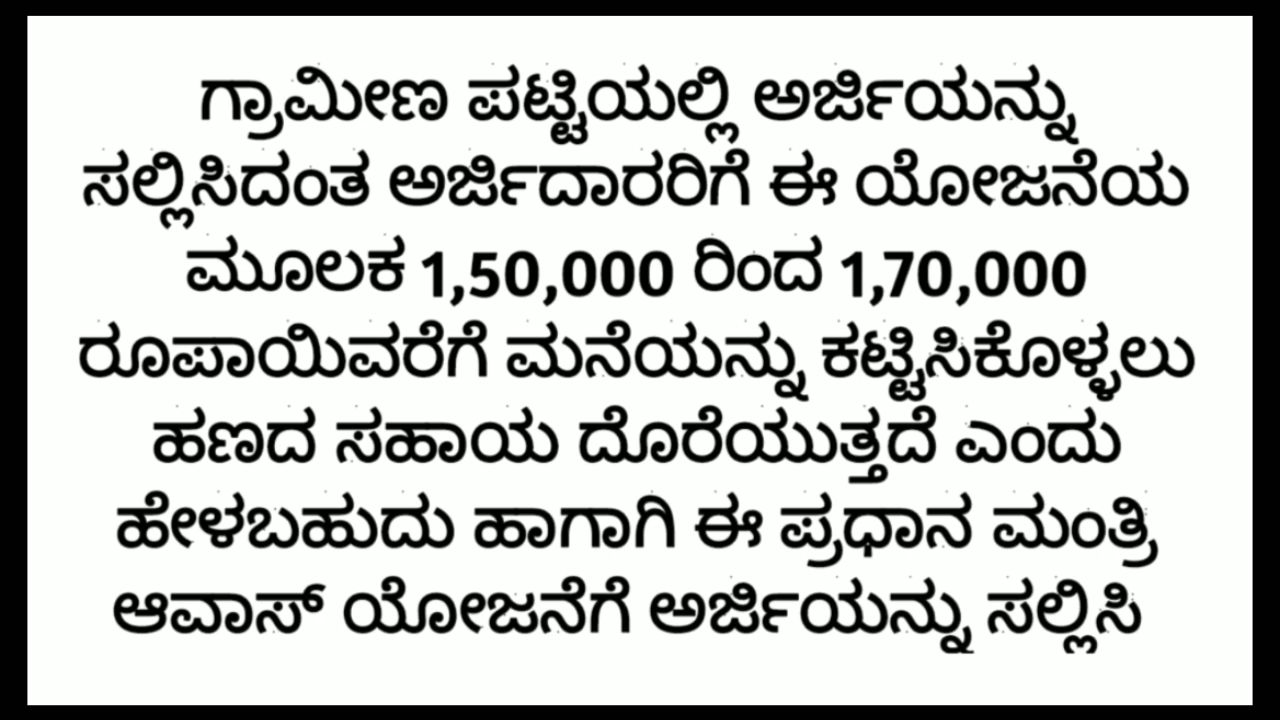 ಗ್ರಾಮೀಣ ಪಟ್ಟಿಯಲ್ಲಿ ಅರ್ಜಿಯನ್ನು
ಸಲ್ಲಿಸಿದಂತ ಅರ್ಜಿದಾರರಿಗೆ ಈ ಯೋಜನೆಯ
ಮೂಲಕ 1,50,000 ರಿಂದ 1,70,000
ರೂಪಾಯಿವರೆಗೆ ಮನೆಯನ್ನು ಕಟ್ಟಿಸಿಕೊಳ್ಳಲು
ಹಣದ ಸಹಾಯ ದೊರೆಯುತ್ತದೆ ಎಂದು
ಹೇಳಬಹುದು ಹಾಗಾಗಿ ಈ ಪ್ರಧಾನ ಮಂತ್ರಿ
ಆವಾಸ್ ಯೋಜನೆಗೆ ಅರ್ಜಿಯನ್ನು ಸಲ್ಲಿಸಿ